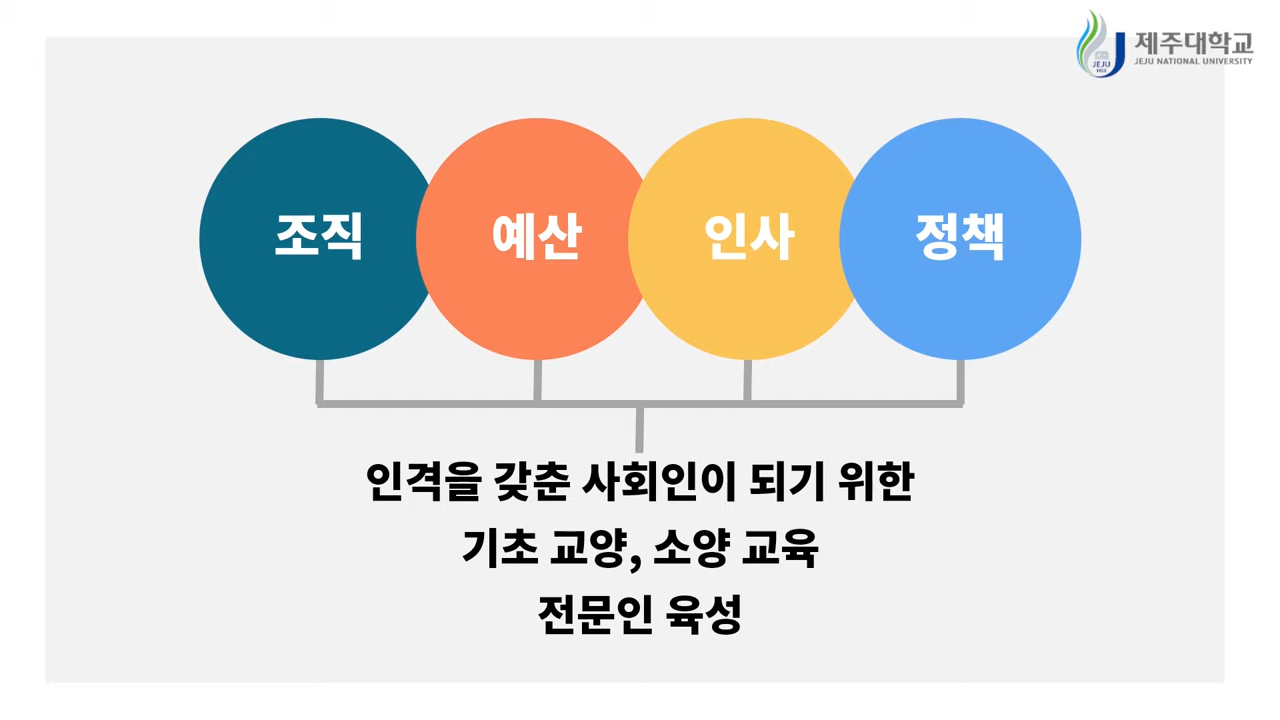 제주대학교
JEJU NATIONAL UNIVERSITY
JEJU
1952
조직 예산 인사 정책
인격을 갖춘 사회인이 되기 위한
기초 교양, 소양 교육
전문인 육성